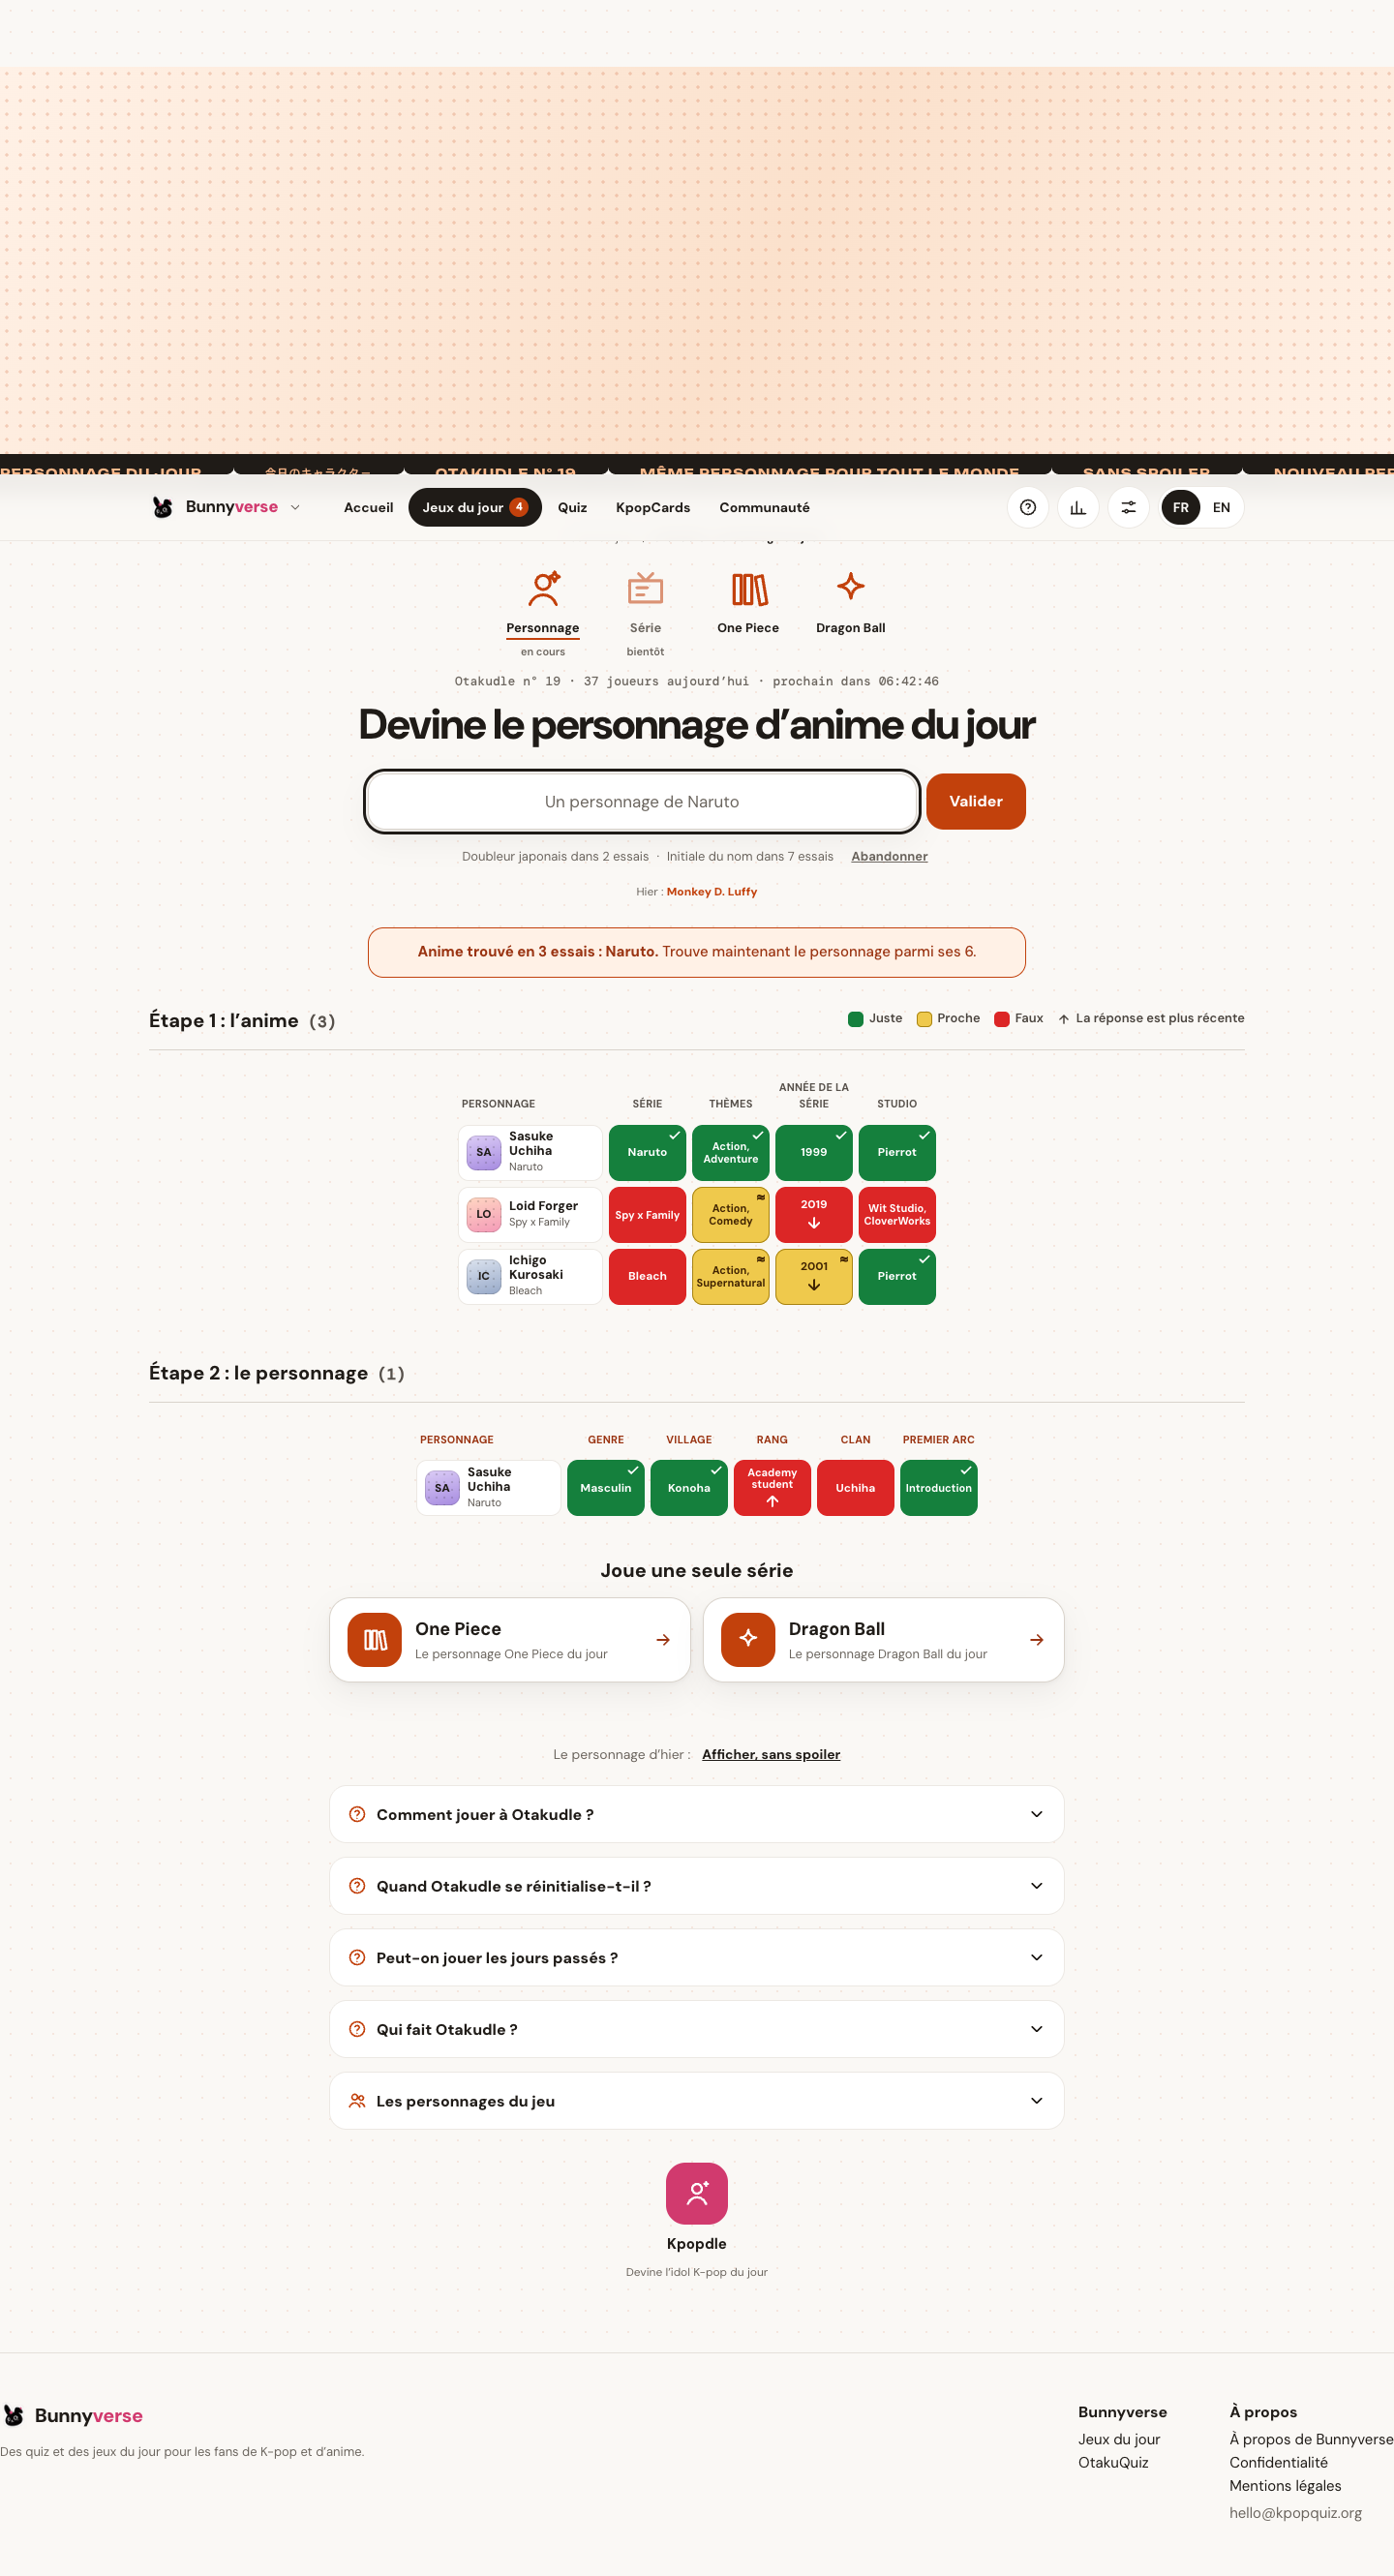 PERSONNAGE DU JOUR 今日のキャラクター OTAKUDLE N° 19 MÊME PERSONNAGE POUR TOUT LE MONDE SANS SPOILER
Bunnyverse Accueil Jeux du jour 4 Quiz KpopCards Communauté FR EN
Personnage Série One Piece Dragon Ball
en cours bientôt
Otakudle n° 19 · 37 joueurs aujourd’hui · prochain dans 06:42:46
Devine le personnage d’anime du jour
Un personnage de Naruto Valider
Doubleur japonais dans 2 essais · Initiale du nom dans 7 essais Abandonner
Hier : Monkey D. Luffy
Anime trouvé en 3 essais : Naruto. Trouve maintenant le personnage parmi ses 6.
Étape 1 : l’anime (3) Juste Proche Faux ↑ La réponse est plus récente
PERSONNAGE SÉRIE THÈMES ANNÉE DE LA SÉRIE STUDIO
SA Sasuke Uchiha Naruto Naruto Action, Adventure 1999 Pierrot
LO Loid Forger Spy x Family Spy x Family Action, Comedy 2019 ↓ Wit Studio, CloverWorks
IC Ichigo Kurosaki Bleach Bleach Action, Supernatural 2001 ↓ Pierrot
Étape 2 : le personnage (1)
PERSONNAGE GENRE VILLAGE RANG CLAN PREMIER ARC
SA Sasuke Uchiha Naruto Masculin Konoha Academy student ↑ Uchiha Introduction
Joue une seule série
One Piece Dragon Ball
Le personnage One Piece du jour → Le personnage Dragon Ball du jour →
Le personnage d’hier : Afficher, sans spoiler
Comment jouer à Otakudle ?
Quand Otakudle se réinitialise-t-il ?
Peut-on jouer les jours passés ?
Qui fait Otakudle ?
Les personnages du jeu
Kpopdle
Devine l’idol K-pop du jour
Bunnyverse
Des quiz et des jeux du jour pour les fans de K-pop et d’anime.
Bunnyverse
Jeux du jour
OtakuQuiz
À propos
À propos de Bunnyverse
Confidentialité
Mentions légales
hello@kpopquiz.org